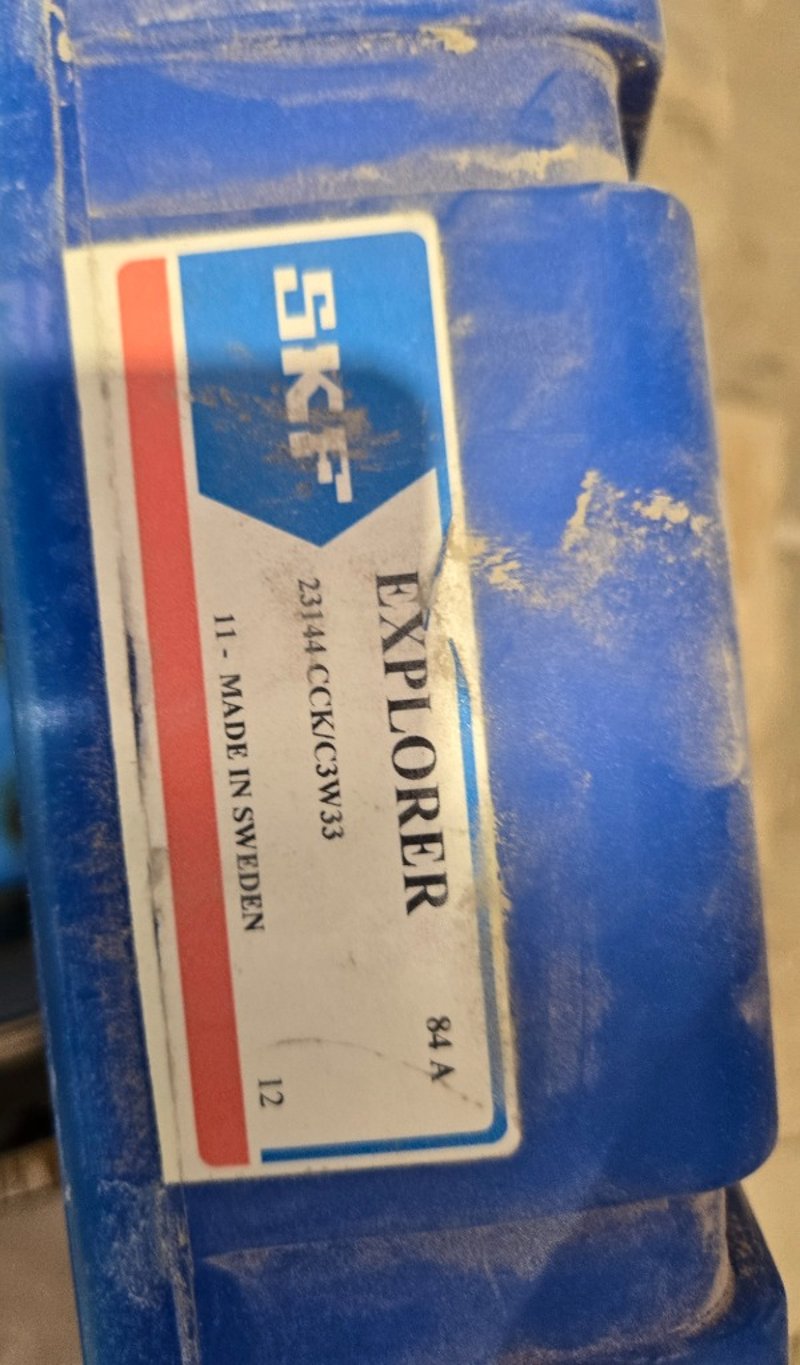 SKF
EXPLORER 84 A
23144 CCK/C3W33
11 - MADE IN SWEDEN 12